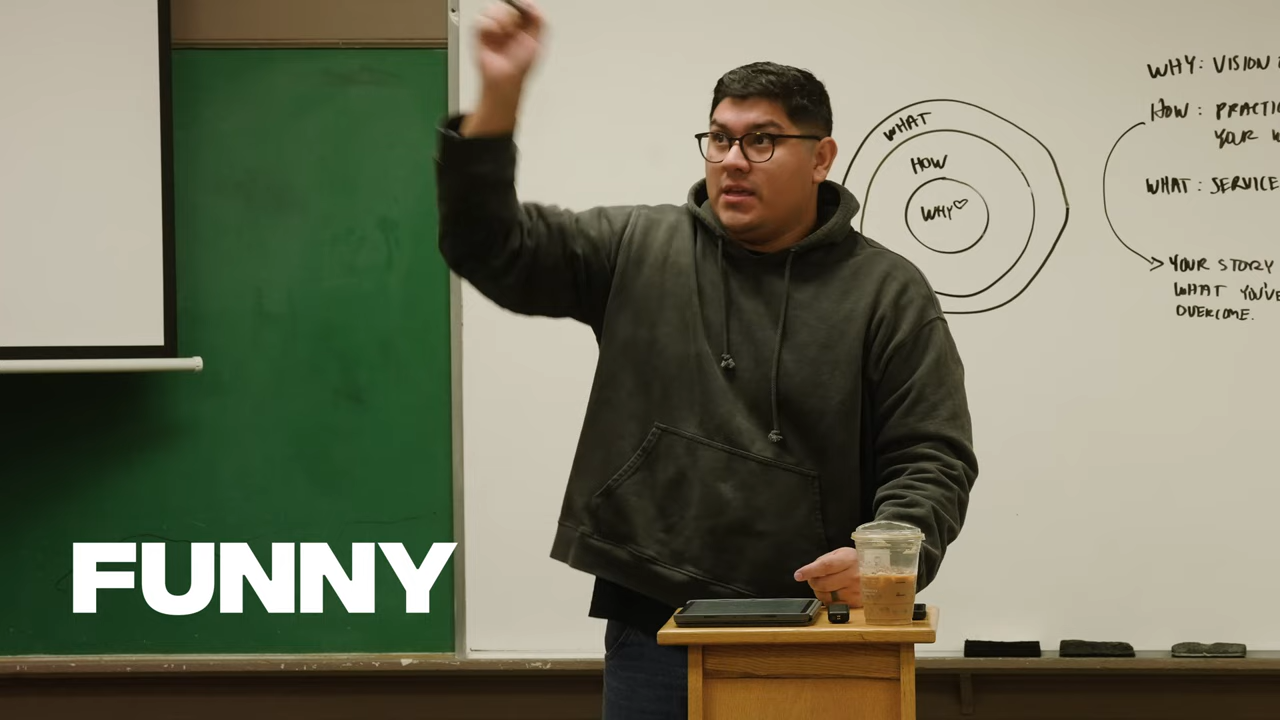 WHAT
HOW
WHY♡
WHY: VISION
HOW: PRACTIC
YOUR
WHAT: SERVICE
YOUR STORY
WHAT YOU'VE
OVERCOME.
FUNNY